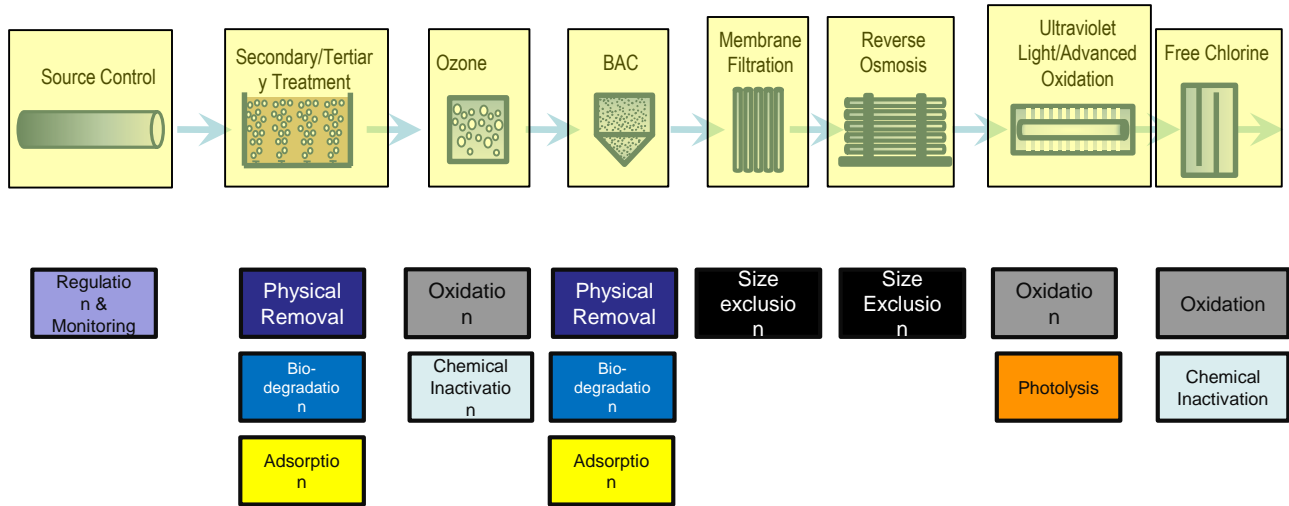 Source Control
Secondary/Tertiar
y Treatment
Ozone
BAC
Membrane
Filtration
Reverse
Osmosis
Ultraviolet
Light/Advanced
Oxidation
Free Chlorine
Regulatio
n &
Monitoring
Physical
Removal
Oxidatio
n
Physical
Removal
Size
exclusio
n
Size
Exclusio
n
Oxidatio
n
Oxidation
Bio-
degradatio
n
Chemical
Inactivatio
n
Bio-
degradatio
n
Photolysis
Chemical
Inactivation
Adsorptio
n
Adsorptio
n